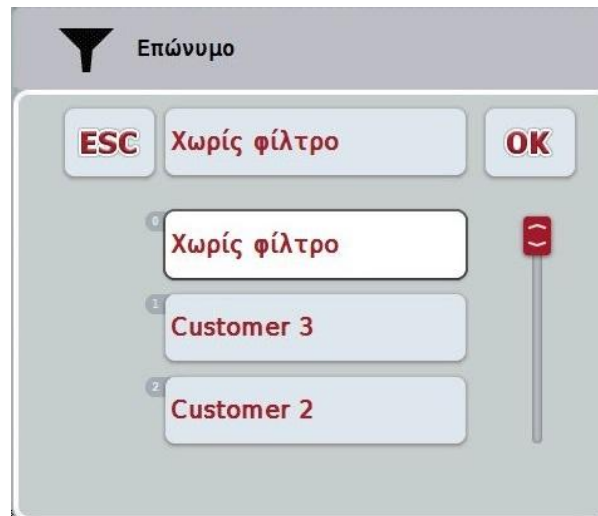 Επώνυμο
ESC Χωρίς φίλτρο OK
0
Χωρίς φίλτρο
1
Customer 3
2
Customer 2